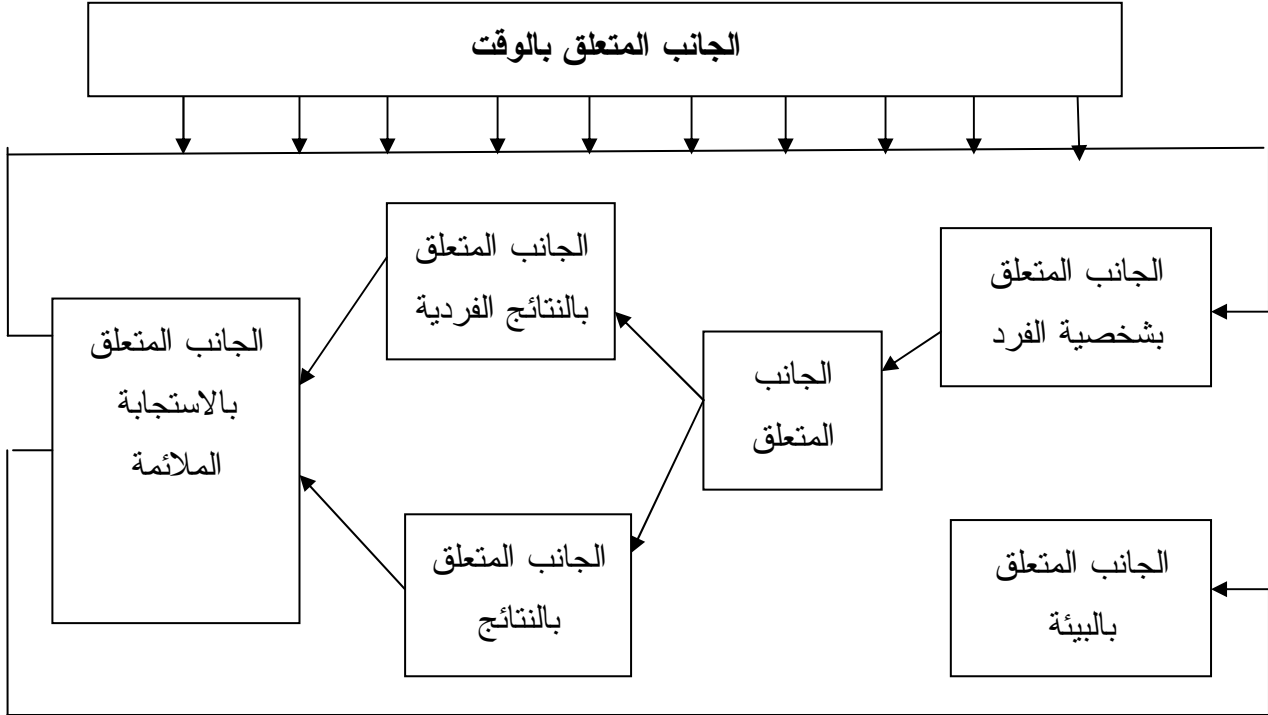 الجانب المتعلق بالوقت
الجانب المتعلق
بشخصية الفرد
الجانب المتعلق
بالبيئة
الجانب
المتعلق
الجانب المتعلق
بالنتائج الفردية
الجانب المتعلق
بالنتائج
الجانب المتعلق
بالاستجابة
الملائمة